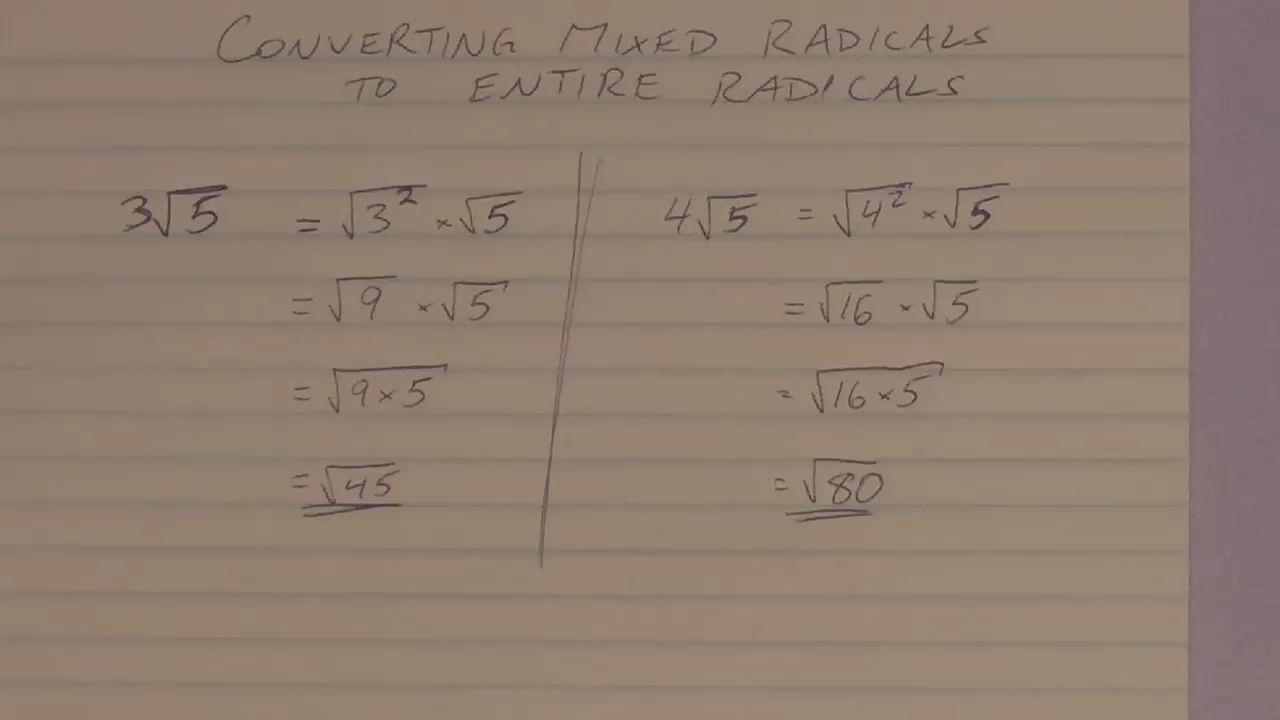 CONVERTING MIXED RADICALS
TO ENTIRE RADICALS
3√5 = √3² × √5
= √9 × √5
= √9 × 5
= √45
4√5 = √4² × √5
= √16 × √5
= √16 × 5
= √80